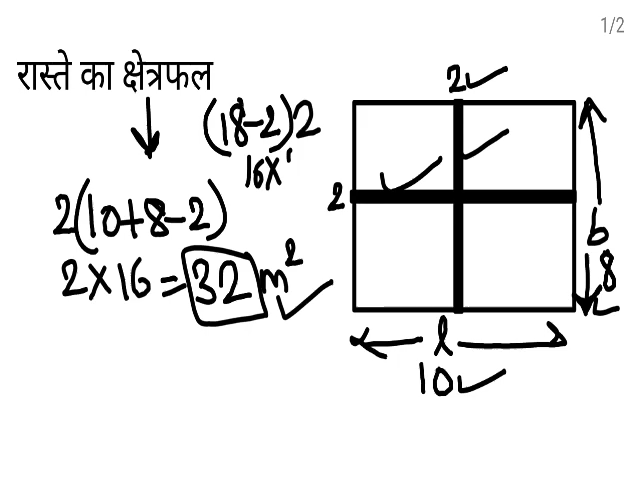 1/2
रास्ते का क्षेत्रफल
2
(18-2)2
16x'
2(10+8-2)
2
2x16=32 m²
b
8
l
10